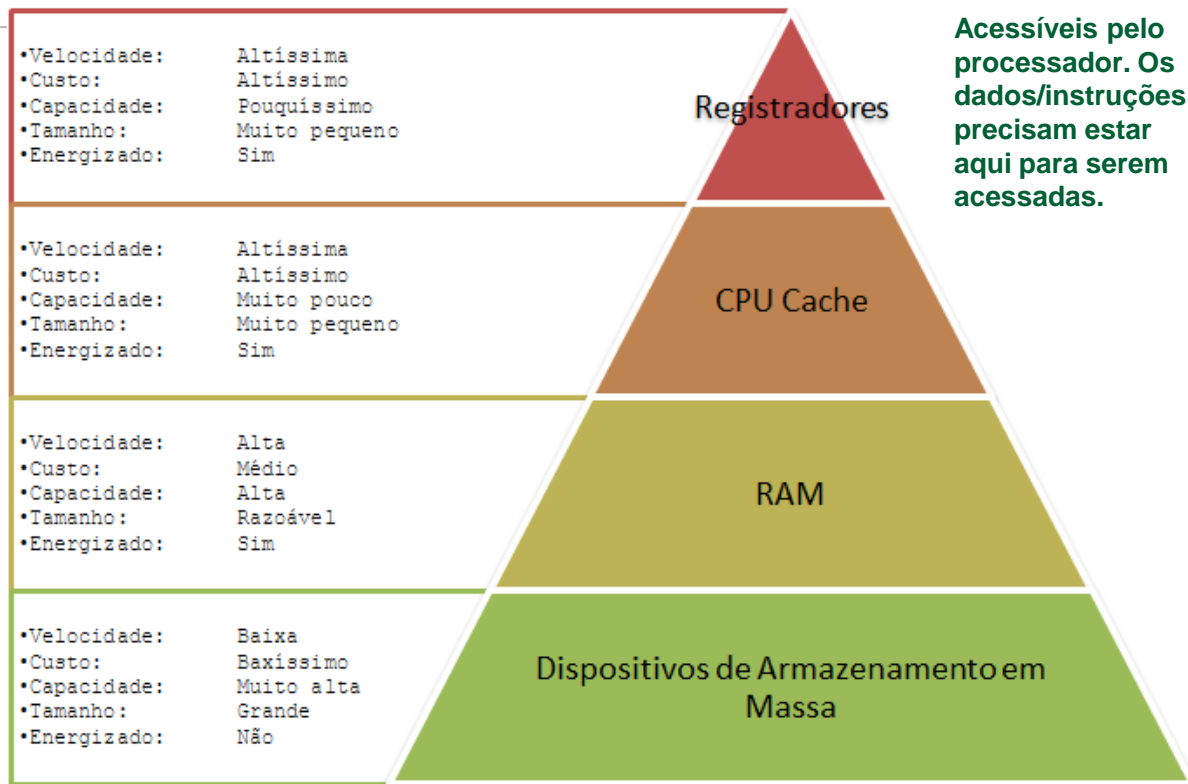 •Velocidade: Altíssima
•Custo: Altíssimo
•Capacidade: Pouquíssimo
•Tamanho: Muito pequeno
•Energizado: Sim
Registradores
Acessíveis pelo
processador. Os
dados/instruções
precisam estar
aqui para serem
acessadas.
•Velocidade: Altíssima
•Custo: Altíssimo
•Capacidade: Muito pouco
•Tamanho: Muito pequeno
•Energizado: Sim
CPU Cache
•Velocidade: Alta
•Custo: Médio
•Capacidade: Alta
•Tamanho: Razoável
•Energizado: Sim
RAM
•Velocidade: Baixa
•Custo: Baxíssimo
•Capacidade: Muito alta
•Tamanho: Grande
•Energizado: Não
Dispositivos de Armazenamento em
Massa